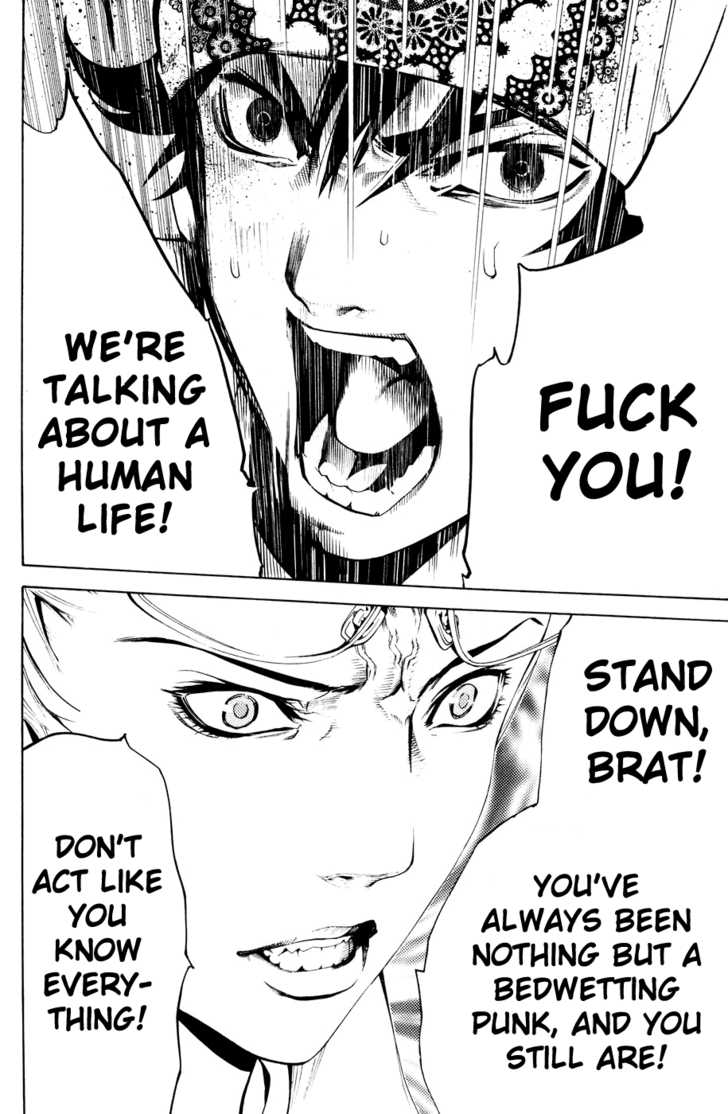 FUCK
YOU!
WE'RE
TALKING
ABOUT A
HUMAN
LIFE!
STAND
DOWN,
BRAT!
YOU'VE
ALWAYS BEEN
NOTHING BUT A
BEDWETTING
PUNK, AND YOU
STILL ARE!
DON'T
ACT LIKE
YOU
KNOW
EVERY-
THING!